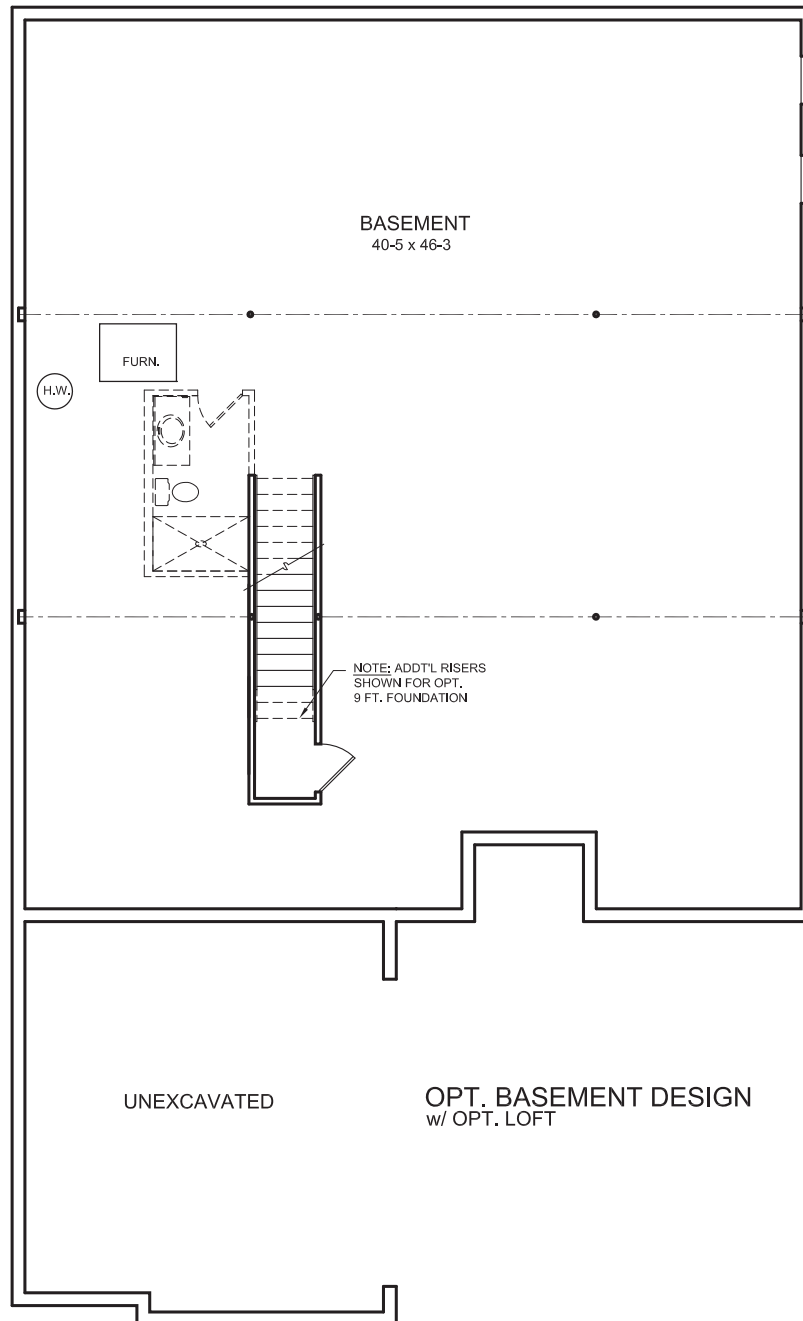 BASEMENT
40-5 x 46-3
FURN.
H.W.
NOTE: ADDT'L RISERS
SHOWN FOR OPT.
9 FT. FOUNDATION
UNEXCAVATED
OPT. BASEMENT DESIGN
w/ OPT. LOFT